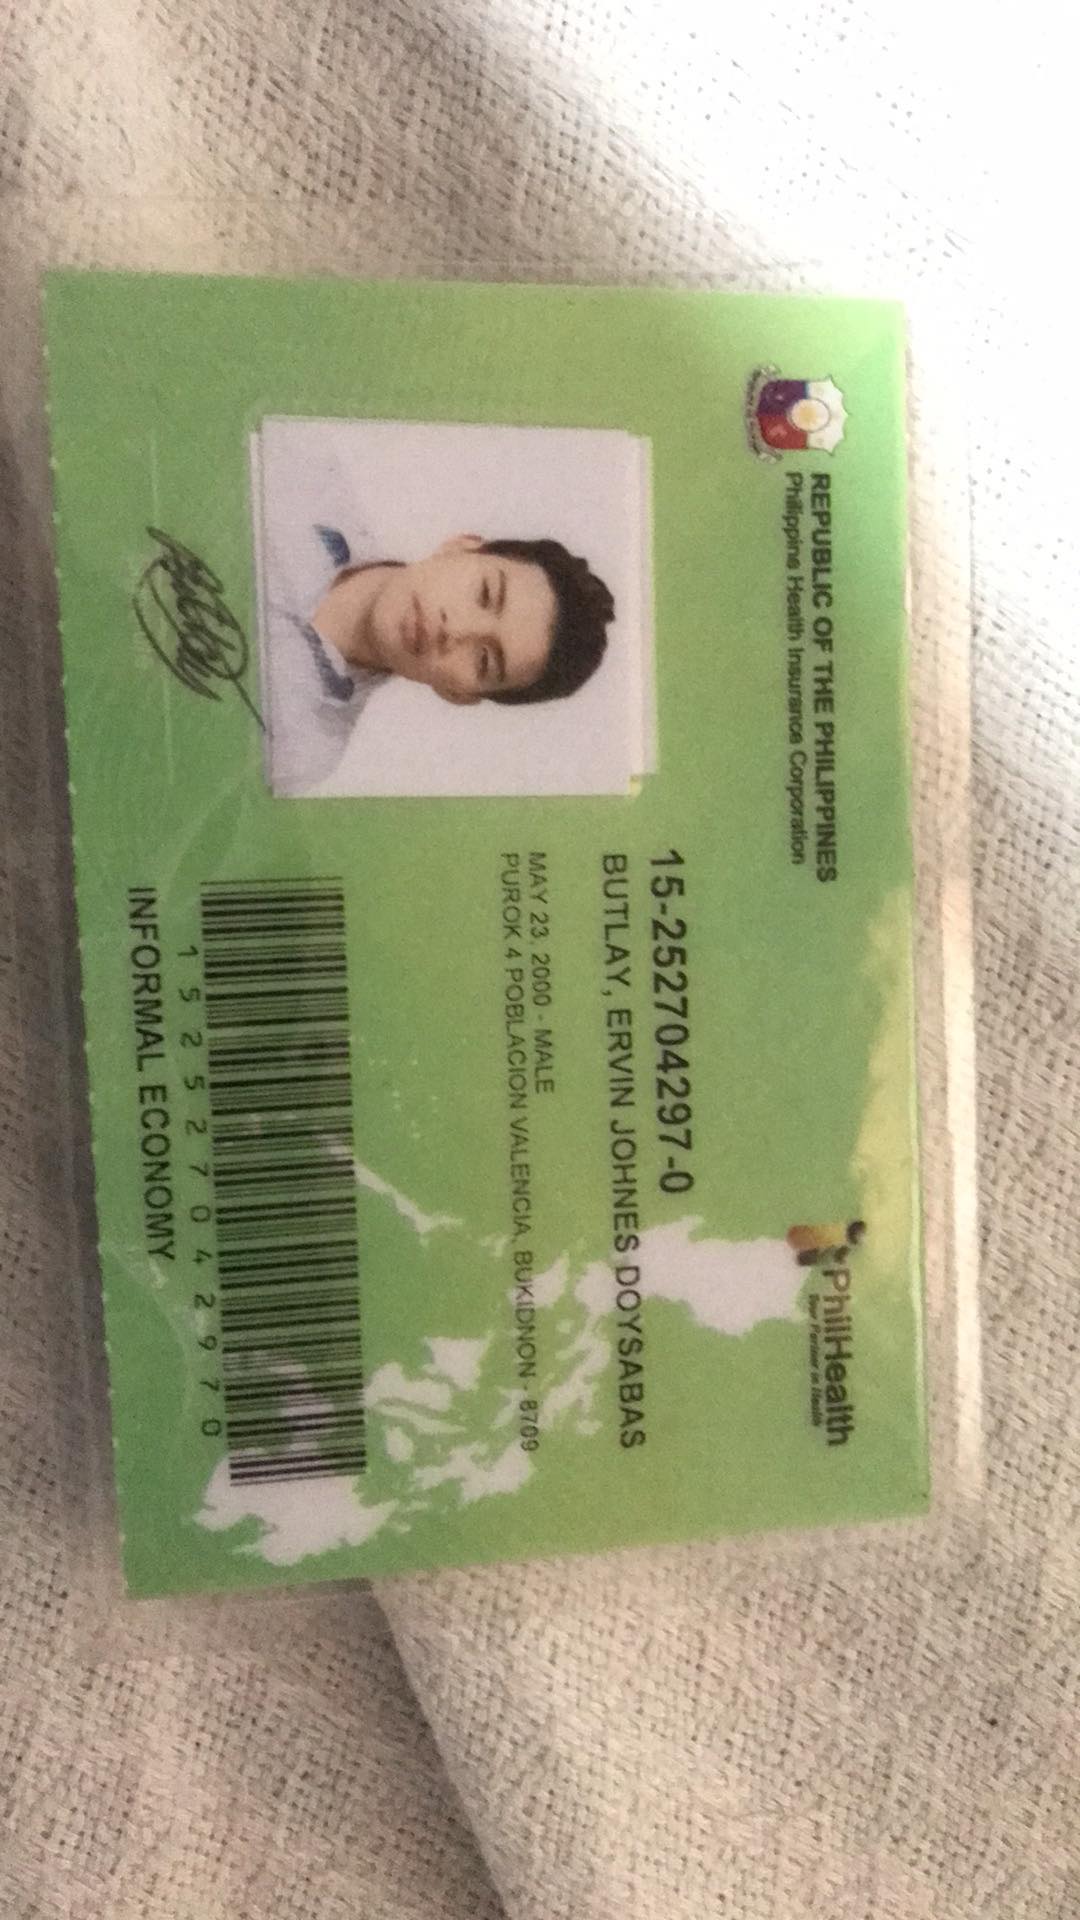 REPUBLIC OF THE PHILIPPINES
Philippine Health Insurance Corporation
PhilHealth
Your Partner in Health
15-252704297-0
BUTLAY, ERVIN JOHNES DOYSABAS
MAY 23, 2000 - MALE
PUROK 4 POBLACION VALENCIA, BUKIDNON - 8709
1 5 2 5 2 7 0 4 2 9 7 0
INFORMAL ECONOMY